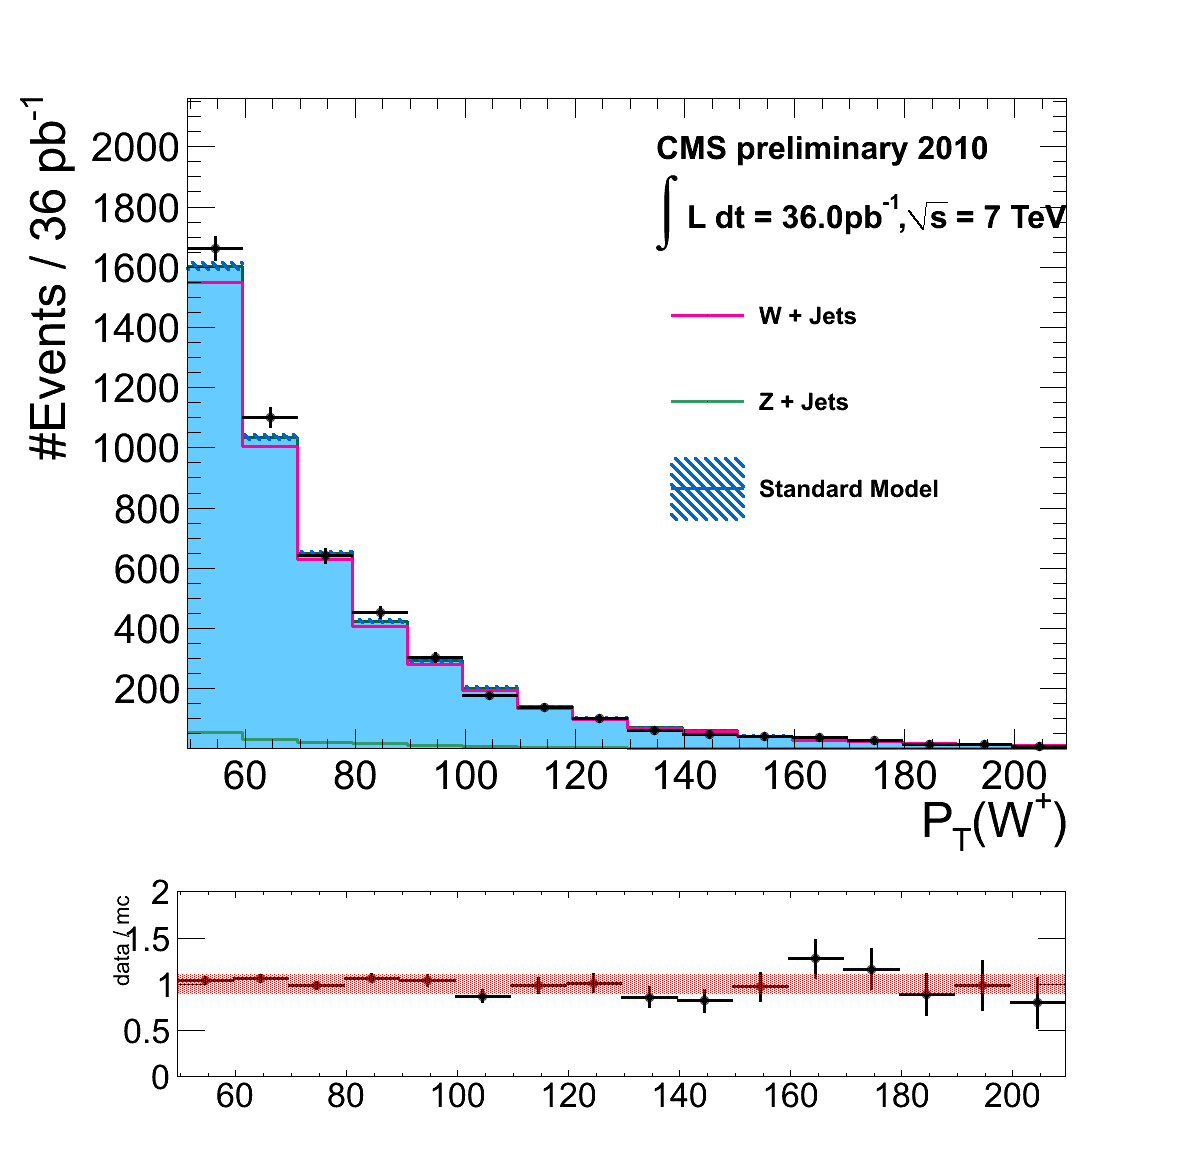 #Events / 36 pb-1
2000
1800
1600
1400
1200
1000
800
600
400
200
CMS preliminary 2010
∫ L dt = 36.0pb-1,√s = 7 TeV
W + Jets
Z + Jets
Standard Model
60 80 100 120 140 160 180 200
PT(W+)
data / mc
2
1.5
1
0.5
0
60 80 100 120 140 160 180 200